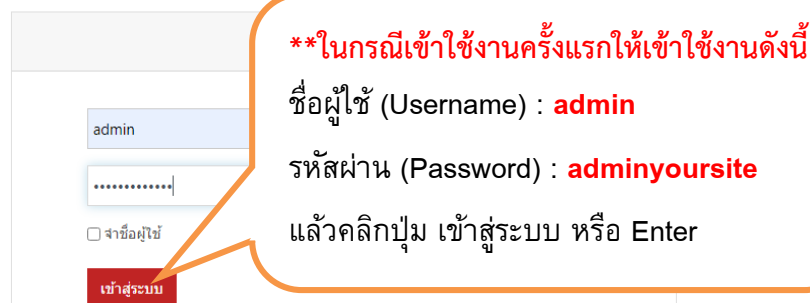 **ในกรณีเข้าใช้งานครั้งแรกให้เข้าใช้งานดังนี้
ชื่อผู้ใช้ (Username) : admin
รหัสผ่าน (Password) : adminyoursite
แล้วคลิกปุ่ม เข้าสู่ระบบ หรือ Enter
admin
•••••••••••••
จำชื่อผู้ใช้
เข้าสู่ระบบ